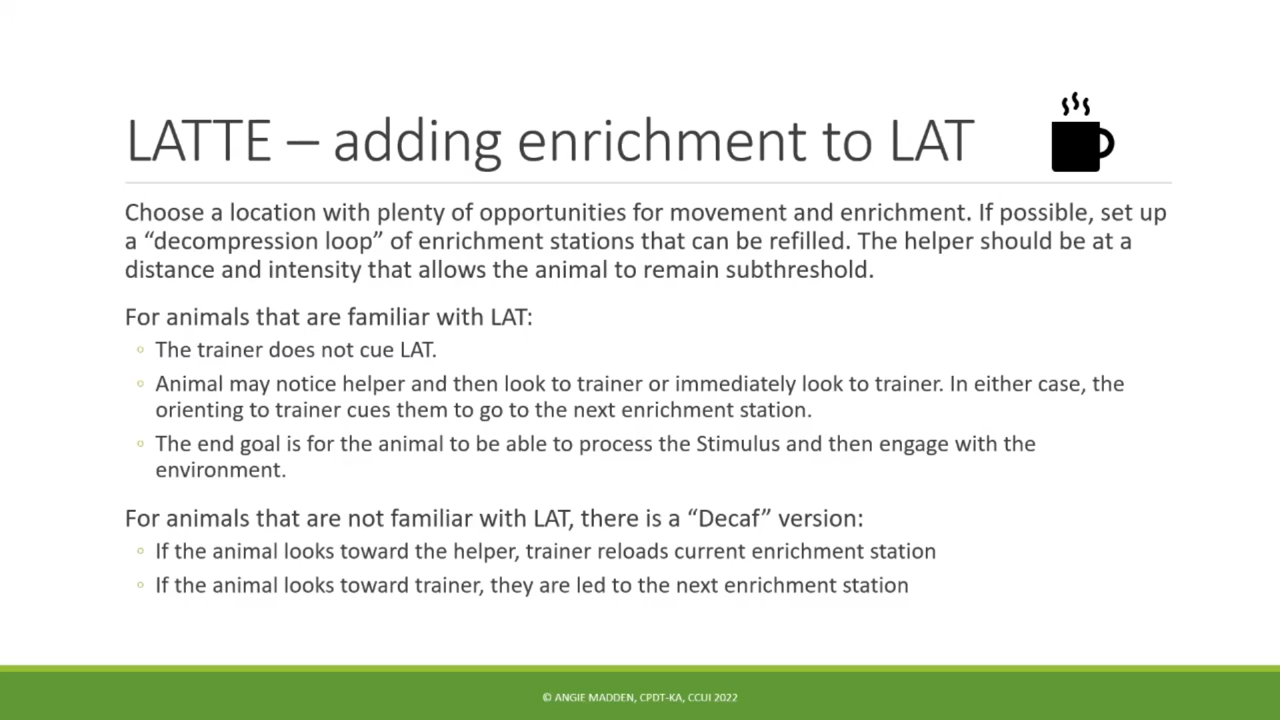 LATTE – adding enrichment to LAT
Choose a location with plenty of opportunities for movement and enrichment. If possible, set up
a “decompression loop” of enrichment stations that can be refilled. The helper should be at a
distance and intensity that allows the animal to remain subthreshold.
For animals that are familiar with LAT:
◦ The trainer does not cue LAT.
◦ Animal may notice helper and then look to trainer or immediately look to trainer. In either case, the
orienting to trainer cues them to go to the next enrichment station.
◦ The end goal is for the animal to be able to process the Stimulus and then engage with the
environment.
For animals that are not familiar with LAT, there is a “Decaf” version:
◦ If the animal looks toward the helper, trainer reloads current enrichment station
◦ If the animal looks toward trainer, they are led to the next enrichment station
© ANGIE MADDEN, CPDT-KA, CCUI 2022